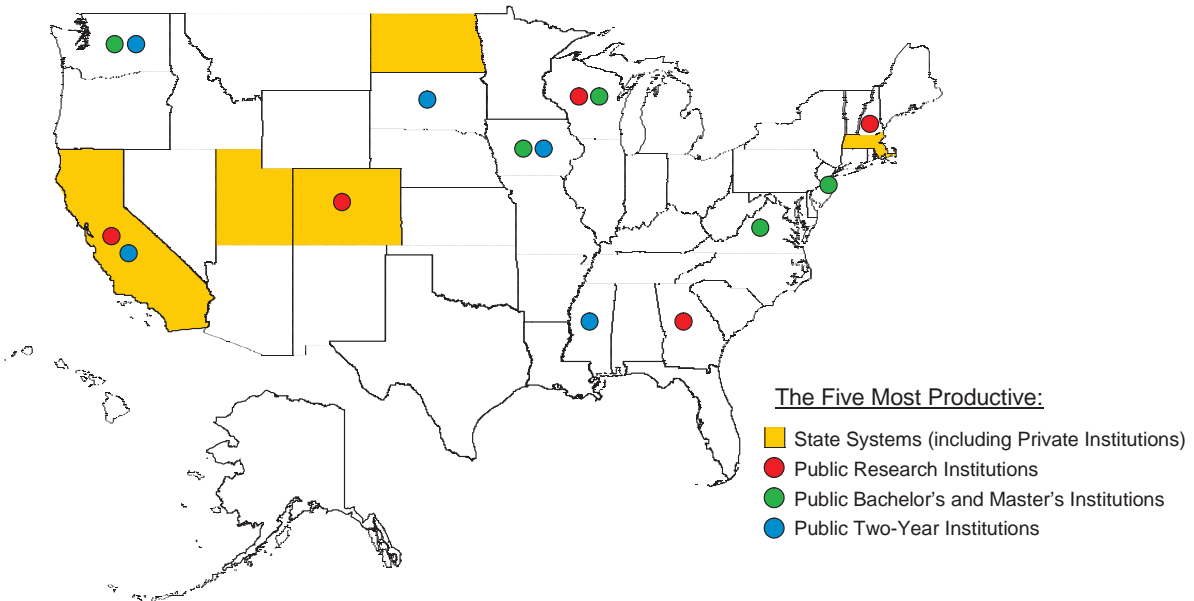 The Five Most Productive:
State Systems (including Private Institutions)
Public Research Institutions
Public Bachelor's and Master's Institutions
Public Two-Year Institutions